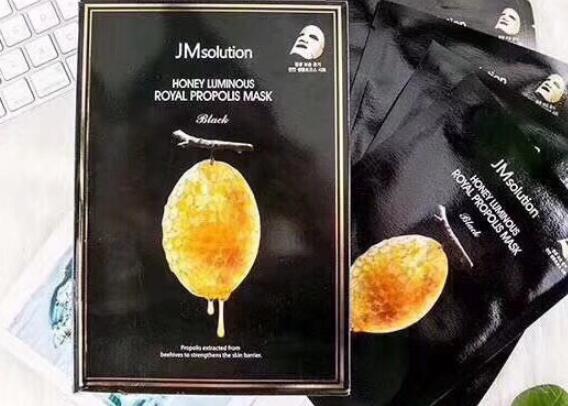 JMsolution
HONEY LUMINOUS
ROYAL PROPOLIS MASK
Black
Propolis extracted from
beehives to strengthens the skin barrier.
JMsolution
HONEY LUMINOUS
ROYAL PROPOLIS MASK
Black